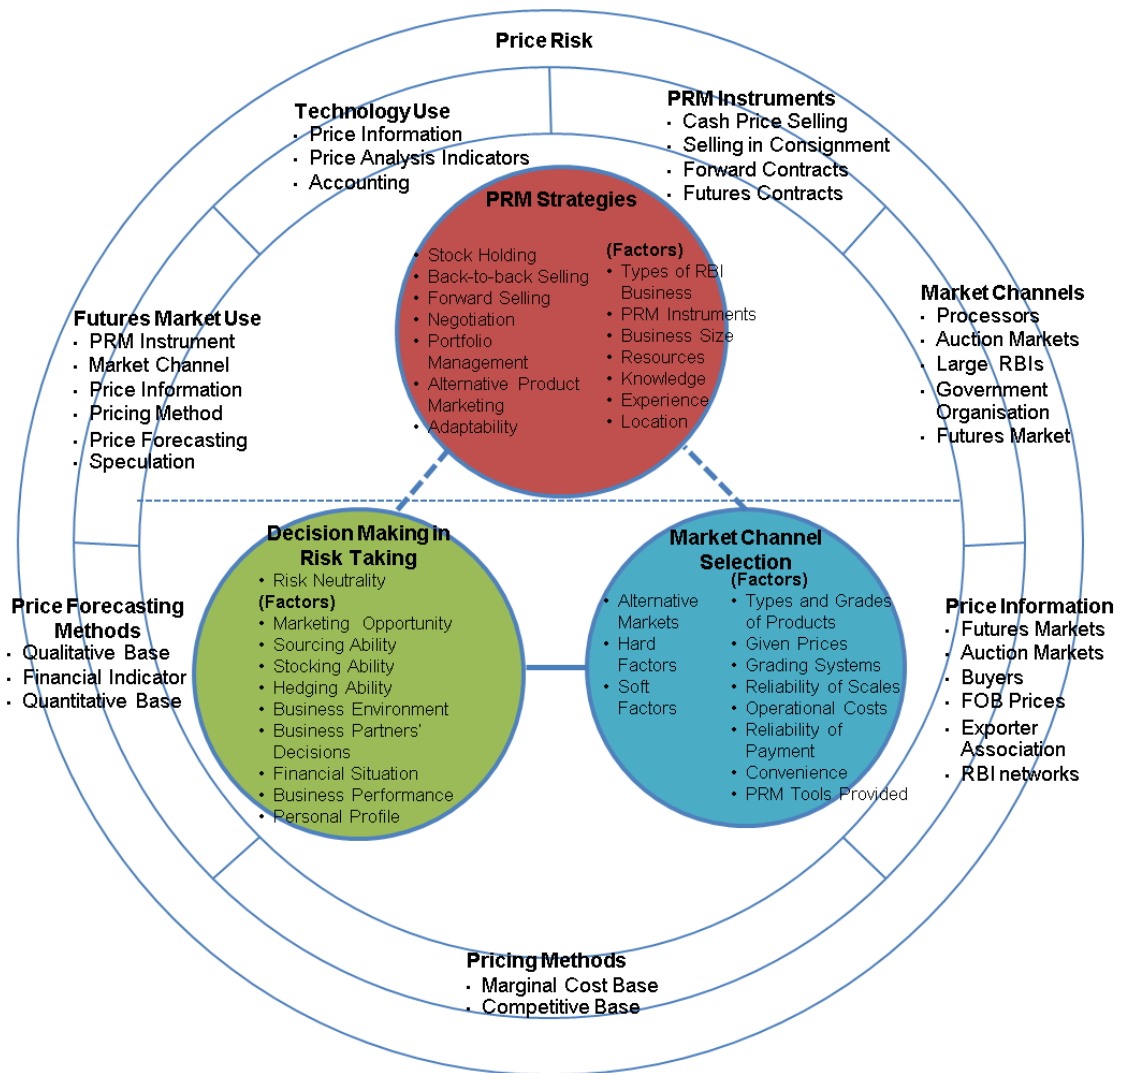 Price Risk
Technology Use
▪ Price Information
▪ Price Analysis Indicators
▪ Accounting
PRM Instruments
▪ Cash Price Selling
▪ Selling in Consignment
▪ Forward Contracts
▪ Futures Contracts
PRM Strategies
• Stock Holding
• Back-to-back Selling
• Forward Selling
• Negotiation
• Portfolio
Management
• Alternative Product
Marketing
• Adaptability
(Factors)
• Types of RBI
Business
• PRM Instruments
• Business Size
• Resources
• Knowledge
• Experience
• Location
Futures Market Use
▪ PRM Instrument
▪ Market Channel
▪ Price Information
▪ Pricing Method
▪ Price Forecasting
▪ Speculation
Market Channels
▪ Processors
▪ Auction Markets
▪ Large RBIs
▪ Government
Organisation
▪ Futures Market
Decision Making in
Risk Taking
• Risk Neutrality
(Factors)
• Marketing Opportunity
• Sourcing Ability
• Stocking Ability
• Hedging Ability
• Business Environment
• Business Partners'
Decisions
• Financial Situation
• Business Performance
• Personal Profile
Market Channel
Selection
• Alternative
Markets
• Hard
Factors
• Soft
Factors
(Factors)
• Types and Grades
of Products
• Given Prices
• Grading Systems
• Reliability of Scales
• Operational Costs
• Reliability of
Payment
• Convenience
• PRM Tools Provided
Price Forecasting
Methods
▪ Qualitative Base
▪ Financial Indicator
▪ Quantitative Base
Price Information
▪ Futures Markets
▪ Auction Markets
▪ Buyers
▪ FOB Prices
▪ Exporter
Association
▪ RBI networks
Pricing Methods
▪ Marginal Cost Base
▪ Competitive Base